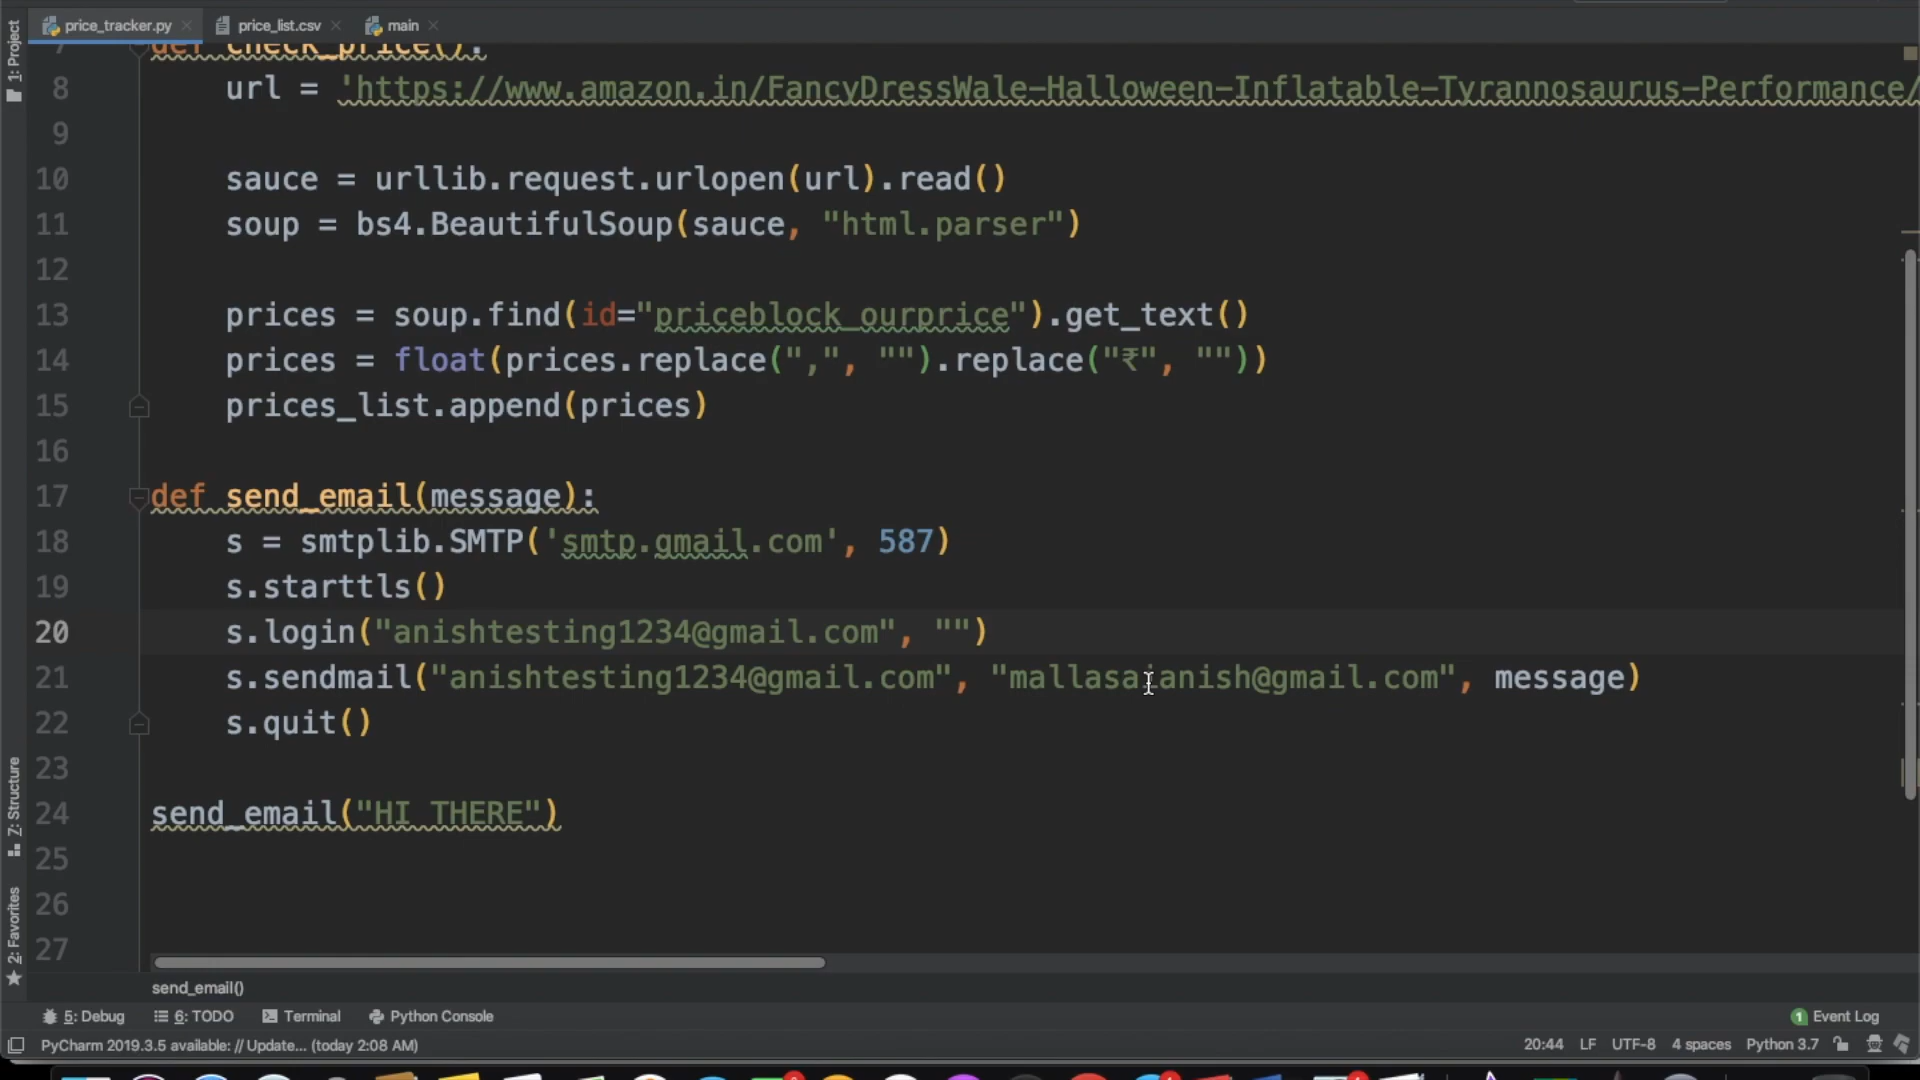 1: Project
price_tracker.py
price_list.csv
main
7 def check_price():
8 url = 'https://www.amazon.in/FancyDressWale-Halloween-Inflatable-Tyrannosaurus-Performance/
9
10 sauce = urllib.request.urlopen(url).read()
11 soup = bs4.BeautifulSoup(sauce, "html.parser")
12
13 prices = soup.find(id="priceblock_ourprice").get_text()
14 prices = float(prices.replace(",", "").replace("₹", ""))
15 prices_list.append(prices)
16
17 def send_email(message):
18 s = smtplib.SMTP('smtp.gmail.com', 587)
19 s.starttls()
20 s.login("anishtesting1234@gmail.com", "")
21 s.sendmail("anishtesting1234@gmail.com", "mallasaianish@gmail.com", message)
22 s.quit()
23
24 send_email("HI THERE")
25
26
27
7: Structure
2: Favorites
send_email()
5: Debug
6: TODO
Terminal
Python Console
1 Event Log
PyCharm 2019.3.5 available: // Update... (today 2:08 AM)
20:44 LF UTF-8 4 spaces Python 3.7